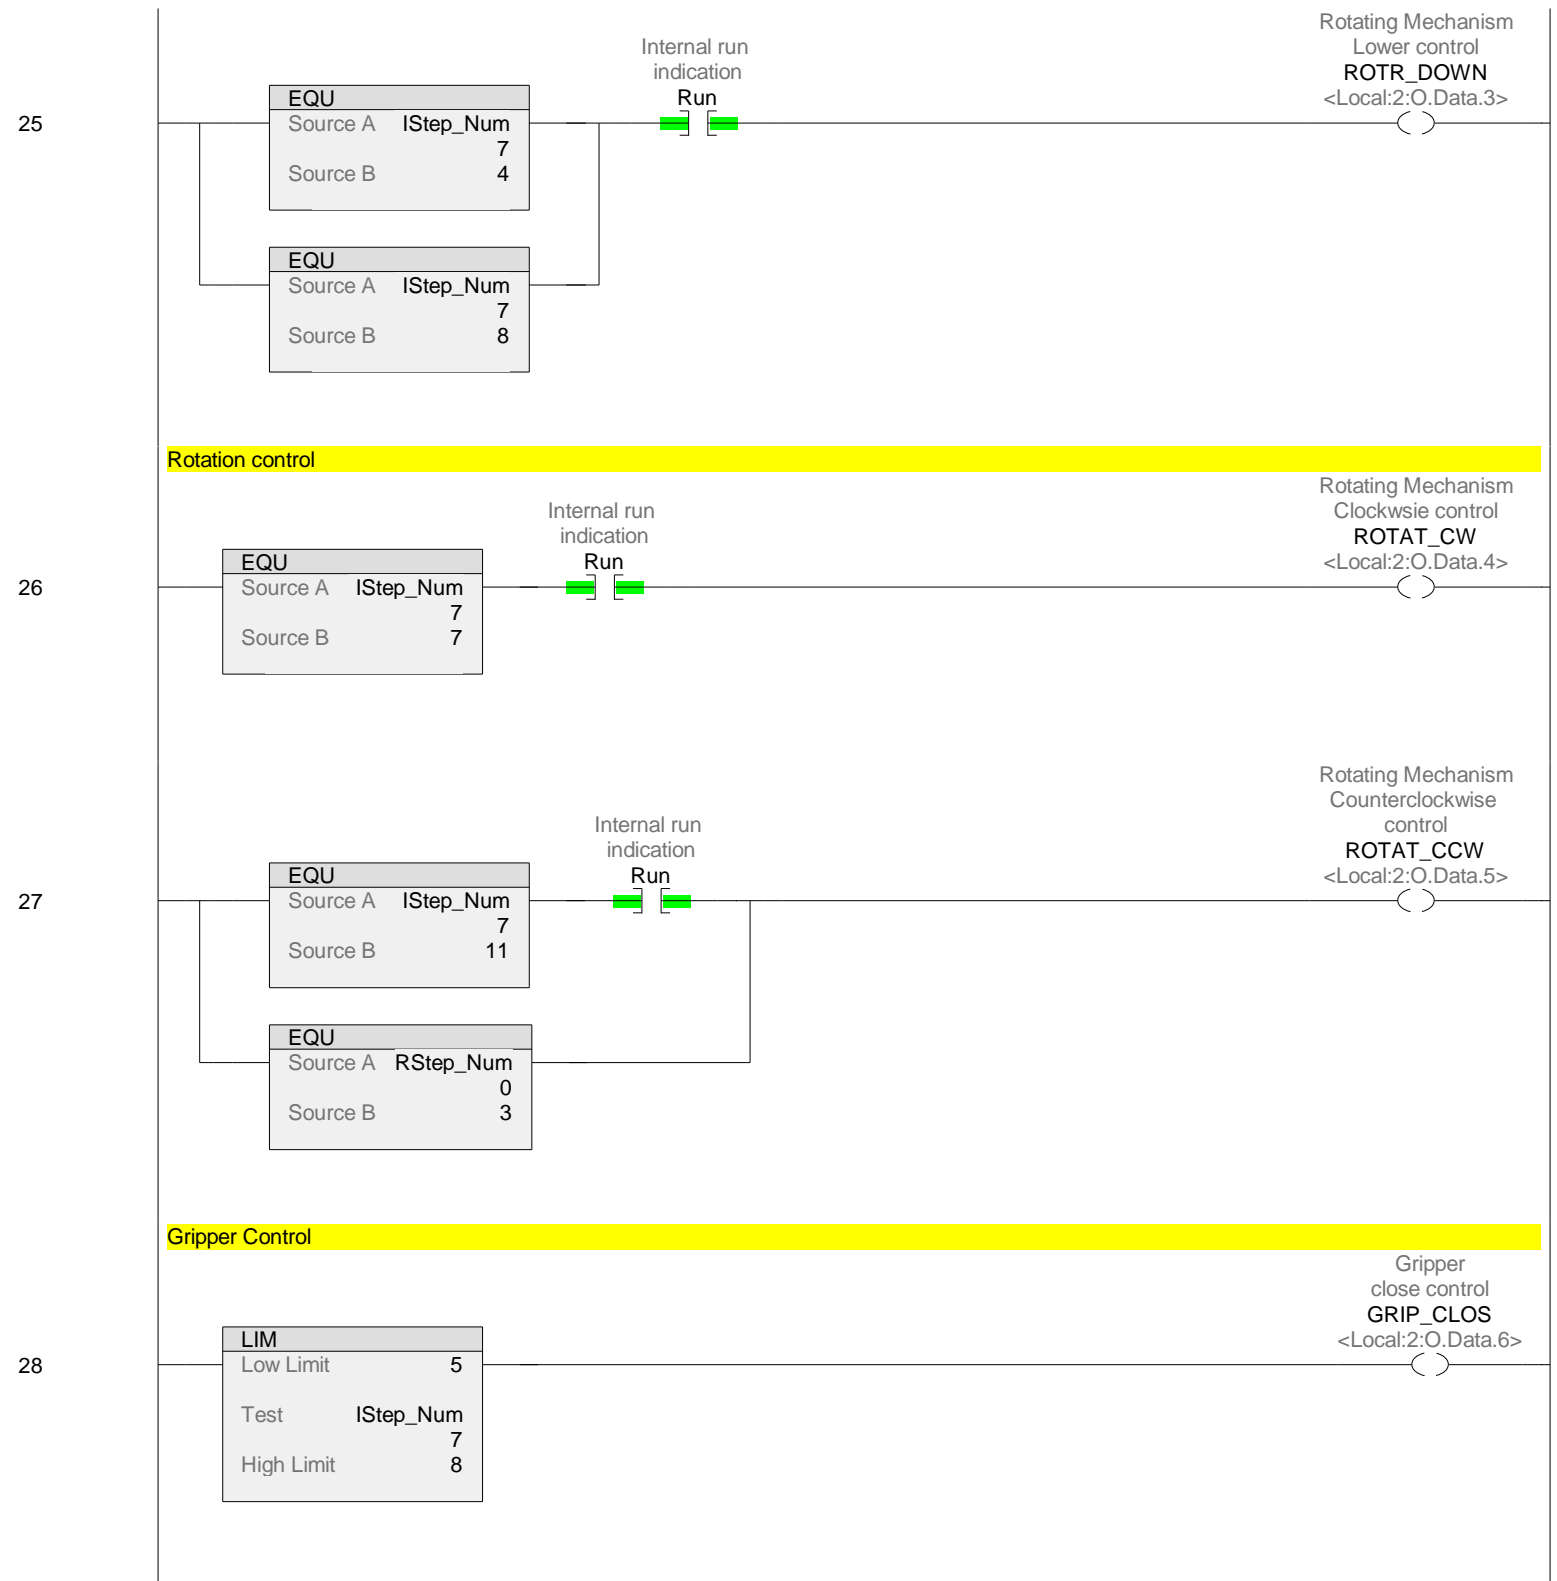 Rotating Mechanism
Lower control
ROTR_DOWN
<Local:2:O.Data.3>
Internal run
indication
Run
25
EQU
Source A IStep_Num
7
Source B 4
EQU
Source A IStep_Num
7
Source B 8
Rotation control
Rotating Mechanism
Clockwsie control
ROTAT_CW
<Local:2:O.Data.4>
Internal run
indication
Run
26
EQU
Source A IStep_Num
7
Source B 7
Rotating Mechanism
Counterclockwise
control
ROTAT_CCW
<Local:2:O.Data.5>
Internal run
indication
Run
27
EQU
Source A IStep_Num
7
Source B 11
EQU
Source A RStep_Num
0
Source B 3
Gripper Control
Gripper
close control
GRIP_CLOS
<Local:2:O.Data.6>
28
LIM
Low Limit 5
Test IStep_Num
7
High Limit 8